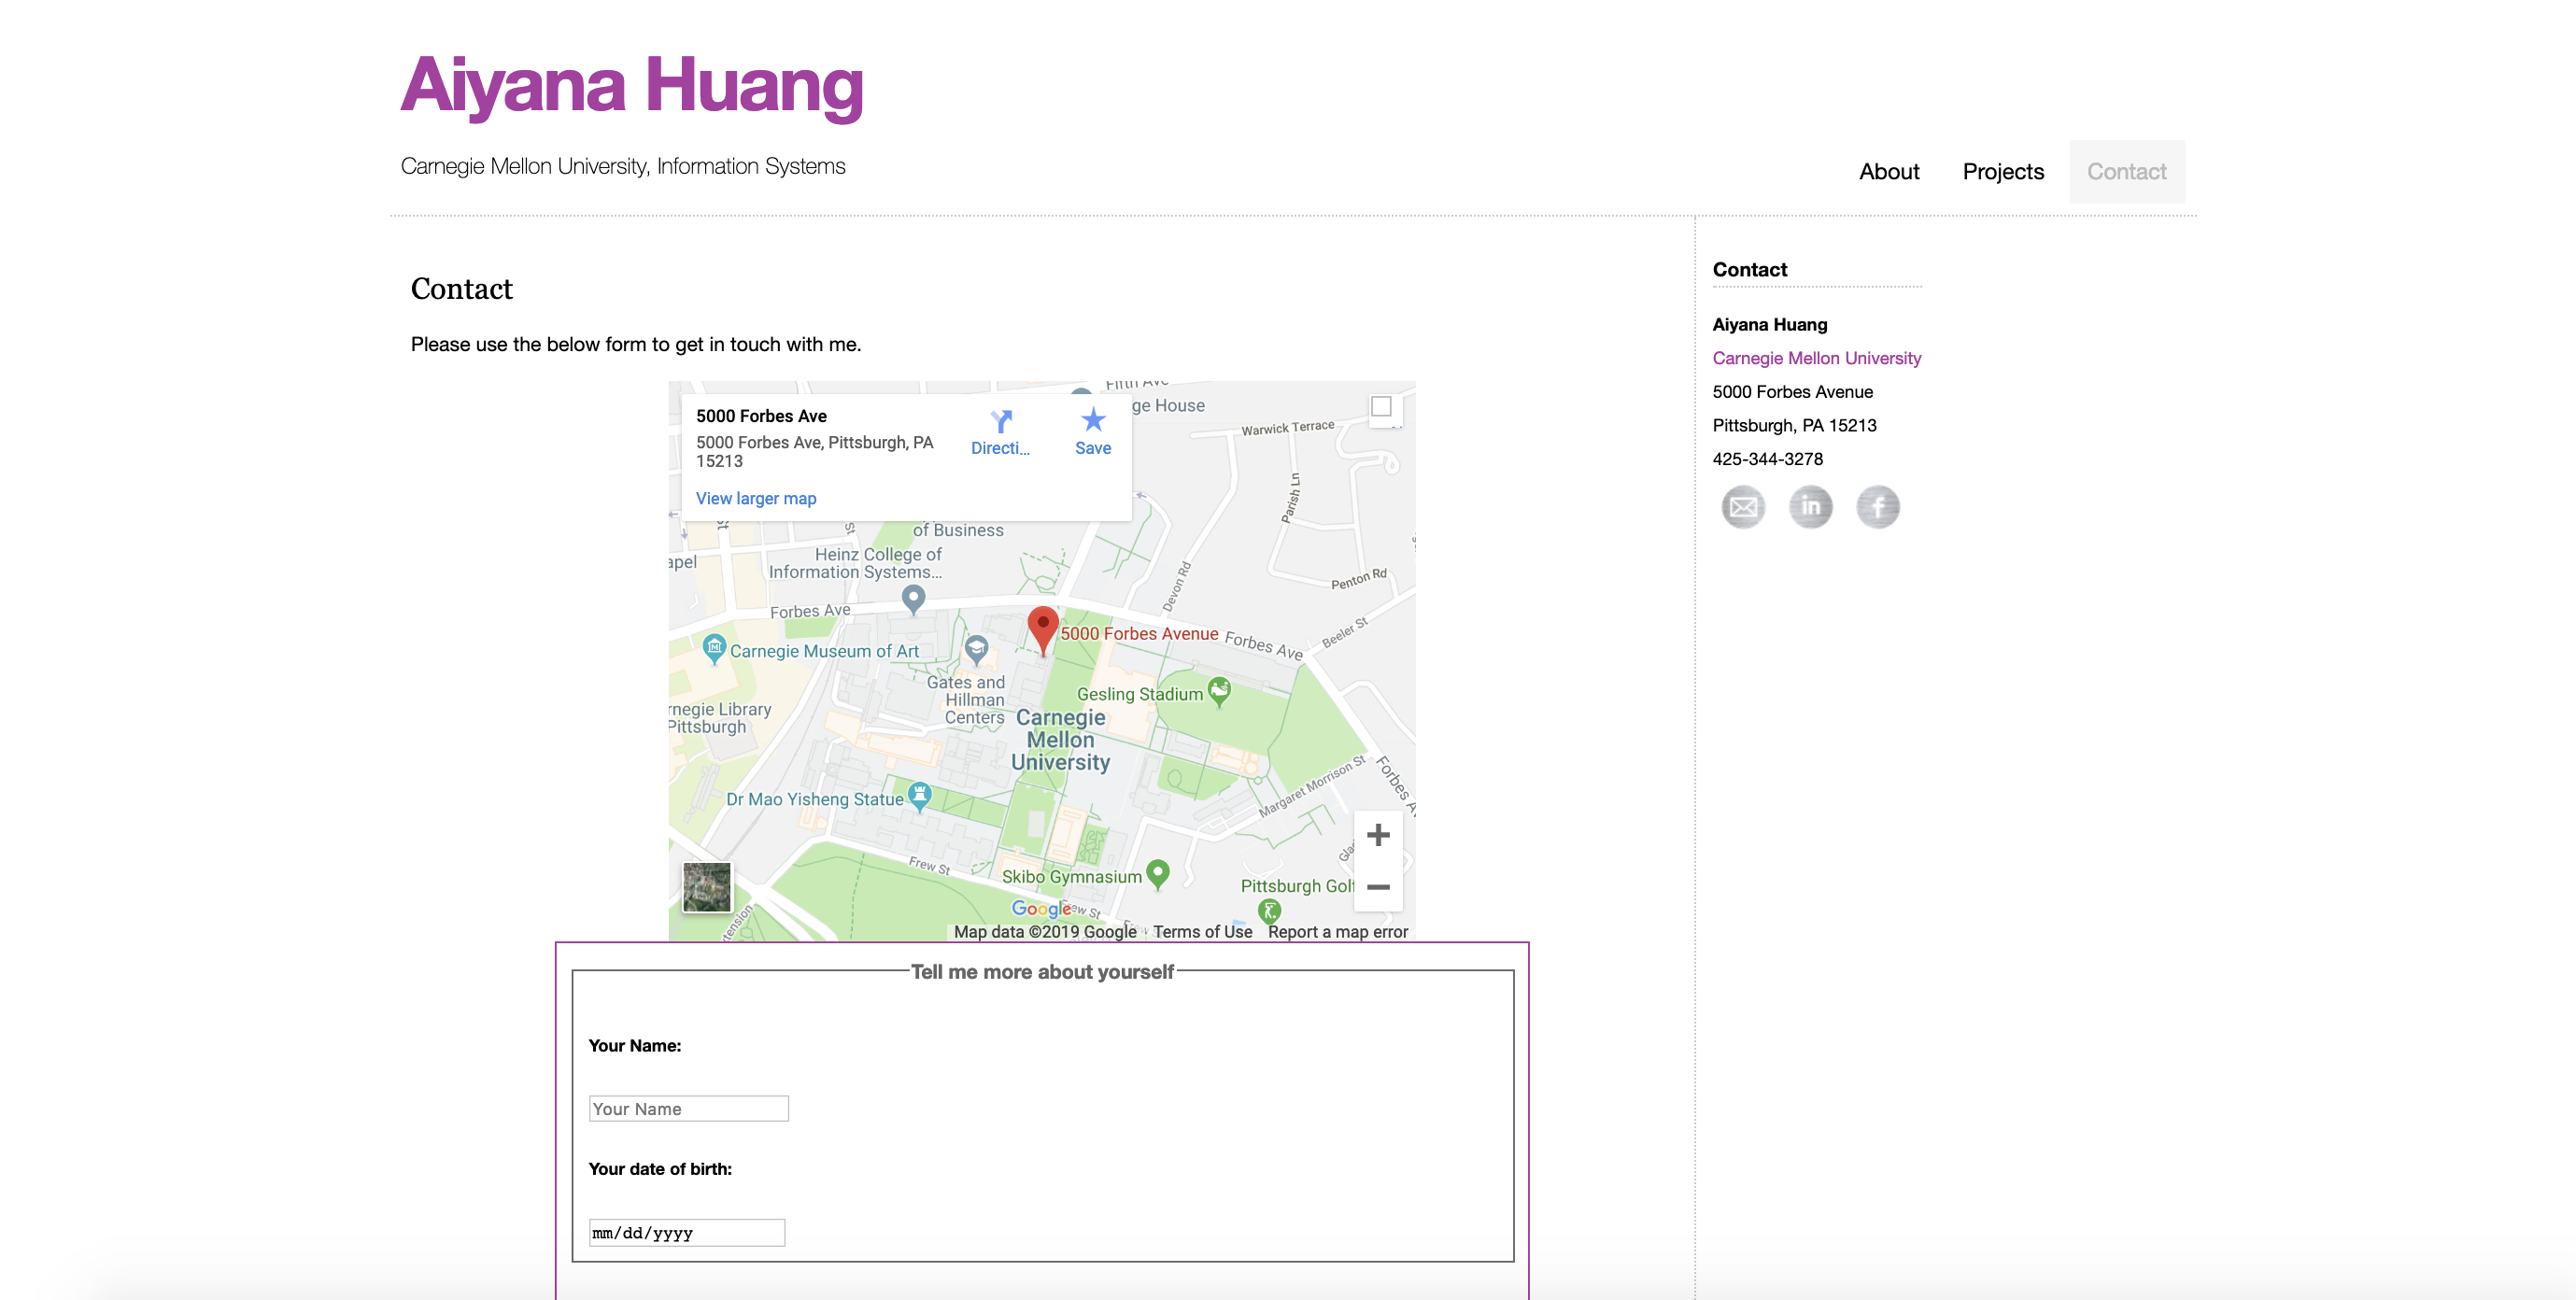 Aiyana Huang
Carnegie Mellon University, Information Systems
About
Projects
Contact
Contact
Please use the below form to get in touch with me.
5000 Forbes Ave
5000 Forbes Ave, Pittsburgh, PA
15213
Directi...
Save
View larger map
Fifth Ave
ge House
Warwick Terrace
Parish Ln
St
of Business
Heinz College of
Information Systems...
apel
Penton Rd
Devon Rd
Forbes Ave
5000 Forbes Avenue
Forbes Ave
Beeler St
Carnegie Museum of Art
Gates and
Hillman
Centers
Gesling Stadium
rnegie Library
Pittsburgh
Carnegie
Mellon
University
Margaret Morrison St
Forbes A
Dr Mao Yisheng Statue
Frew St
Skibo Gymnasium
Pittsburgh Golf
tension
Google
Frew St
Map data ©2019 Google
Terms of Use
Report a map error
Tell me more about yourself
Your Name:
Your Name
Your date of birth:
mm/dd/yyyy
Contact
Aiyana Huang
Carnegie Mellon University
5000 Forbes Avenue
Pittsburgh, PA 15213
425-344-3278
in
f